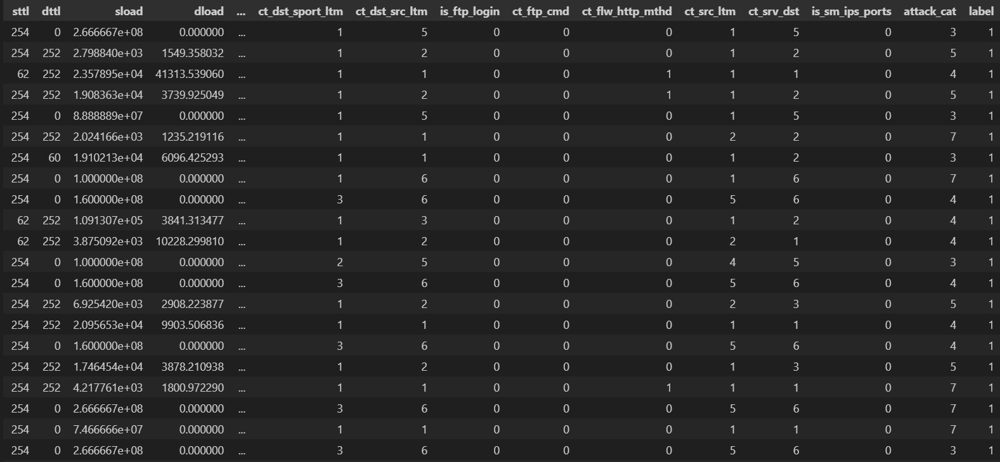 sttl dttl sload dload ... ct_dst_sport_ltm ct_dst_src_ltm is_ftp_login ct_ftp_cmd ct_flw_http_mthd ct_src_ltm ct_srv_dst is_sm_ips_ports attack_cat label
254 0 2.666667e+08 0.000000 ... 1 5 0 0 0 1 5 0 3 1
254 252 2.798840e+03 1549.358032 ... 1 2 0 0 0 1 2 0 5 1
62 252 2.357895e+04 41313.539060 ... 1 1 0 0 1 1 1 0 4 1
254 252 1.908363e+04 3739.925049 ... 1 2 0 0 1 1 2 0 5 1
254 0 8.888889e+07 0.000000 ... 1 5 0 0 0 1 5 0 3 1
254 252 2.024166e+03 1235.219116 ... 1 1 0 0 0 2 2 0 7 1
254 60 1.910213e+04 6096.425293 ... 1 1 0 0 0 1 2 0 3 1
254 0 1.000000e+08 0.000000 ... 1 6 0 0 0 1 6 0 7 1
254 0 1.600000e+08 0.000000 ... 3 6 0 0 0 5 6 0 4 1
62 252 1.091307e+05 3841.313477 ... 1 3 0 0 0 1 2 0 4 1
62 252 3.875092e+03 10228.299810 ... 1 2 0 0 0 2 1 0 4 1
254 0 1.000000e+08 0.000000 ... 2 5 0 0 0 4 5 0 3 1
254 0 1.600000e+08 0.000000 ... 3 6 0 0 0 5 6 0 4 1
254 252 6.925420e+03 2908.223877 ... 1 2 0 0 0 2 3 0 5 1
254 252 2.095653e+04 9903.506836 ... 1 1 0 0 0 1 1 0 4 1
254 0 1.600000e+08 0.000000 ... 3 6 0 0 0 5 6 0 4 1
254 252 1.746454e+04 3878.210938 ... 1 2 0 0 0 1 3 0 5 1
254 252 4.217761e+03 1800.972290 ... 1 1 0 0 1 1 1 0 7 1
254 0 2.666667e+08 0.000000 ... 3 6 0 0 0 5 6 0 7 1
254 0 7.466666e+07 0.000000 ... 1 1 0 0 0 1 1 0 7 1
254 0 2.666667e+08 0.000000 ... 3 6 0 0 0 5 6 0 3 1